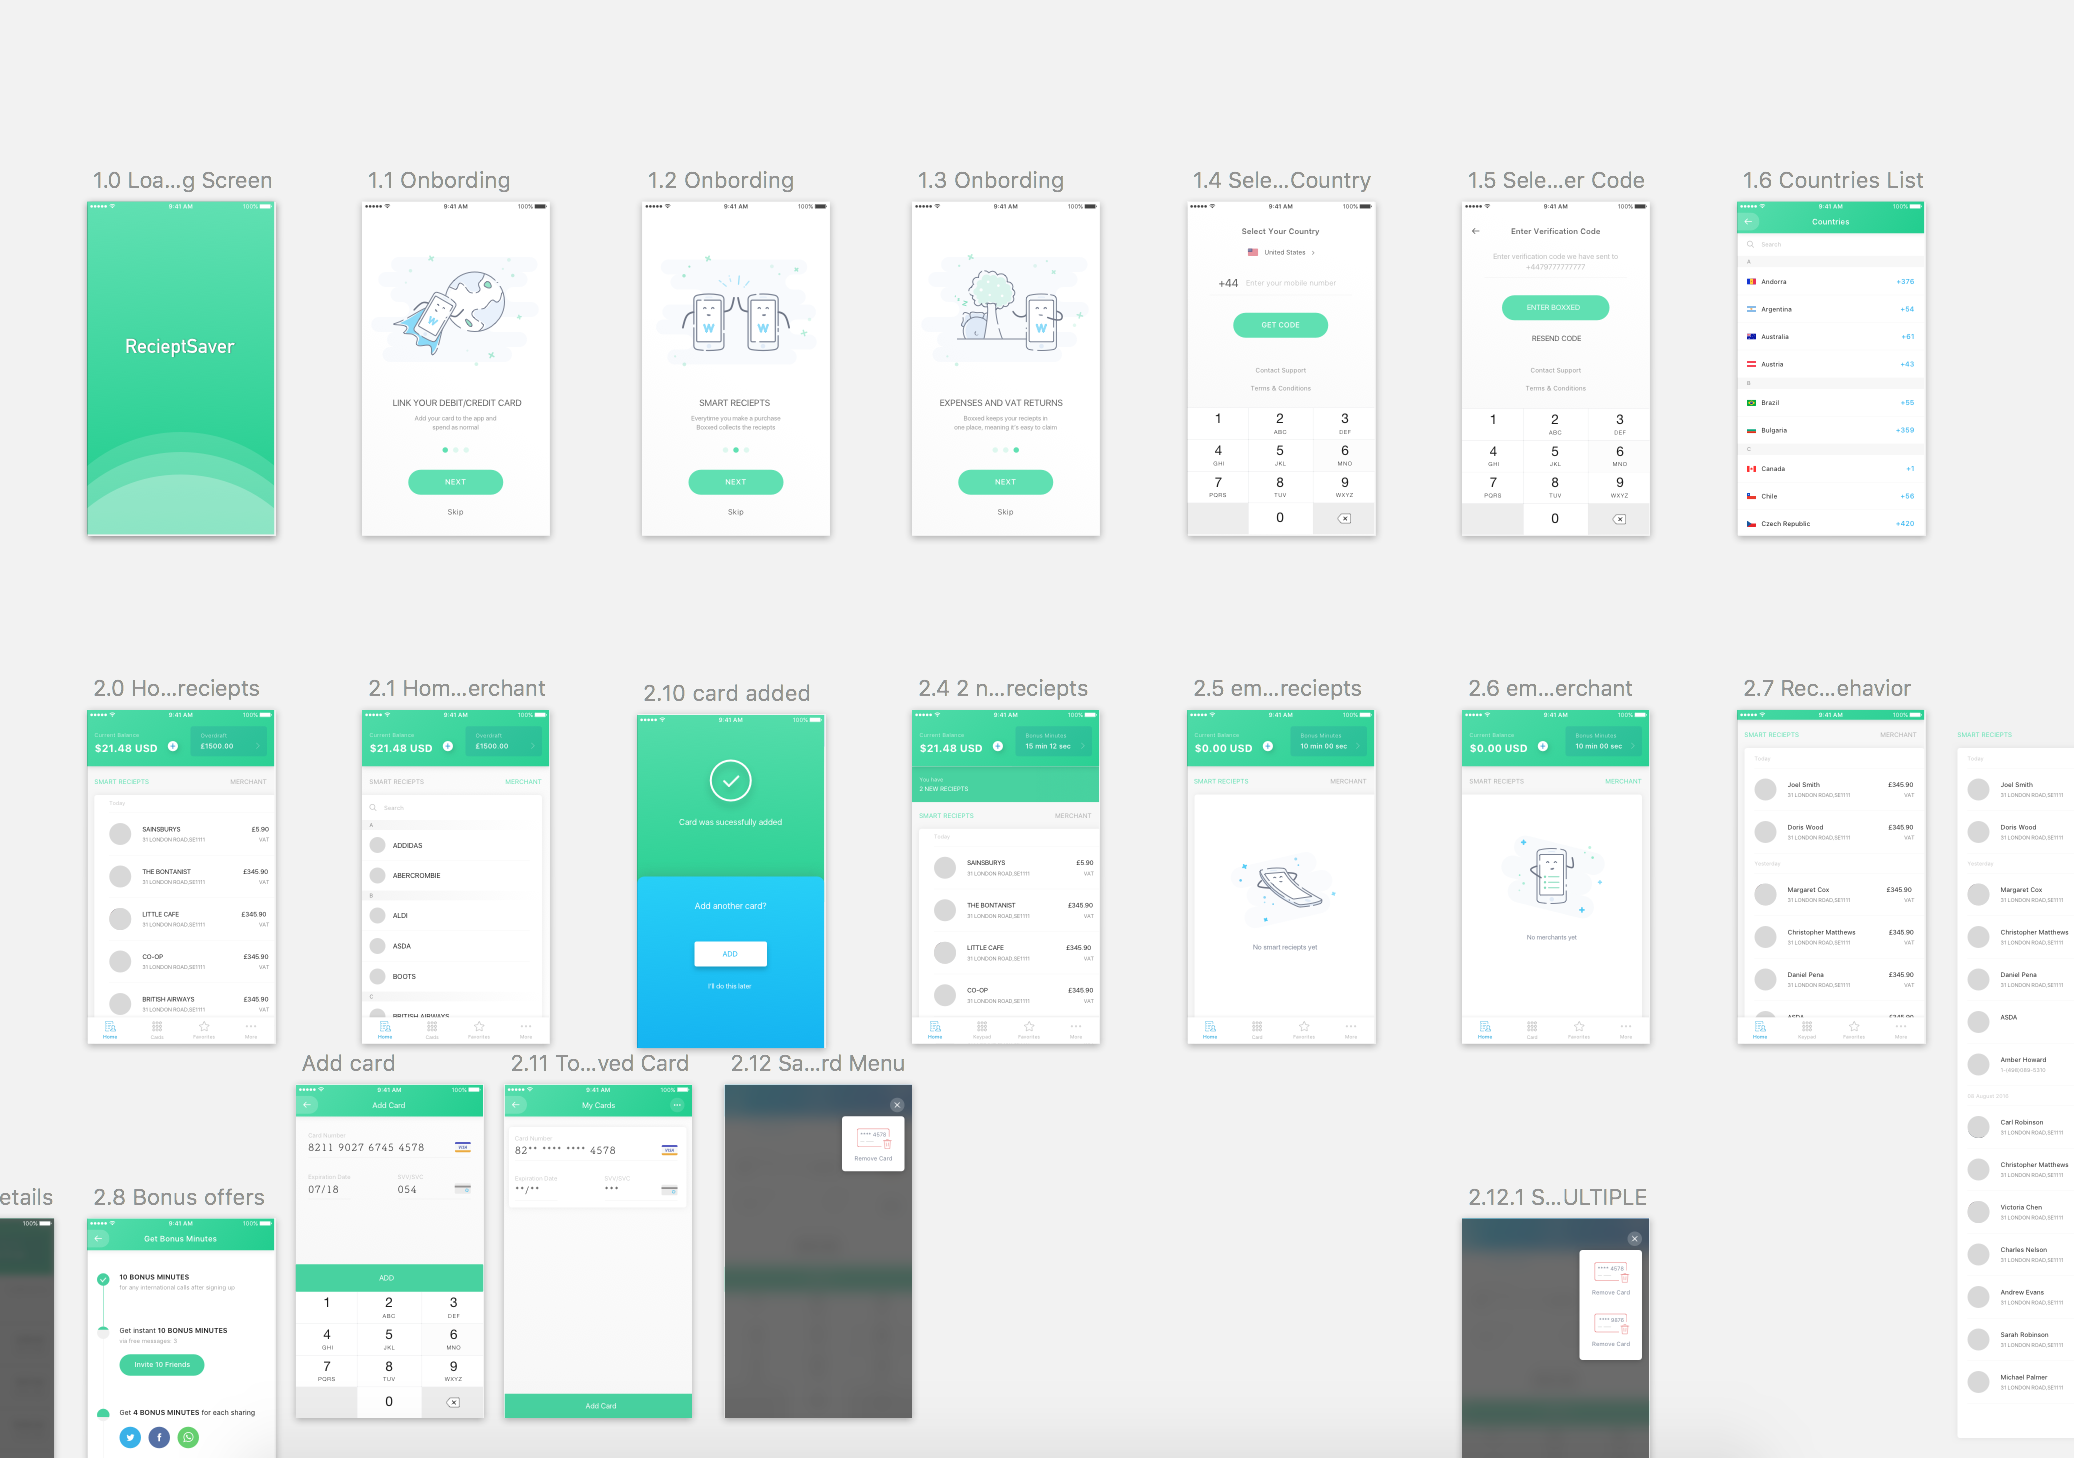 1.0 Loa...g Screen
1.1 Onbording
1.2 Onbording
1.3 Onbording
1.4 Sele...Country
1.5 Sele...er Code
1.6 Countries List
9:41 AM 100%
RecieptSaver
9:41 AM 100%
LINK YOUR DEBIT/CREDIT CARD
Add your card to the app and
spend as normal
NEXT
Skip
9:41 AM 100%
W W
SMART RECIEPTS
Everytime you make a purchase
Boxxed collects the reciepts
NEXT
Skip
9:41 AM 100%
W
EXPENSES AND VAT RETURNS
Boxxed keeps your reciepts in
one place, meaning it's easy to claim
NEXT
Skip
9:41 AM 100%
Select Your Country
United States
+44 Enter your mobile number
GET CODE
Contact Support
Terms & Conditions
1 2 3
ABC DEF
4 5 6
GHI JKL MNO
7 8 9
PQRS TUV WXYZ
0
9:41 AM 100%
Enter Verification Code
Enter verification code we have sent to
+4479777777777
ENTER BOXXED
RESEND CODE
Contact Support
Terms & Conditions
1 2 3
ABC DEF
4 5 6
GHI JKL MNO
7 8 9
PQRS TUV WXYZ
0
9:41 AM 100%
Countries
Search
A
Andorra +376
Argentina +54
Australia +61
Austria +43
B
Brazil +55
Bulgaria +359
C
Canada +1
Chile +56
Czech Republic +420
2.0 Ho...reciepts
2.1 Hom...erchant
2.10 card added
2.4 2 n...reciepts
2.5 em...reciepts
2.6 em...erchant
2.7 Rec...ehavior
9:41 AM 100%
Current Balance Overdraft
$21.48 USD £1500.00
SMART RECIEPTS MERCHANT
Today
SAINSBURYS £5.90
31 LONDON ROAD,SE1111 VAT
THE BONTANIST £345.90
31 LONDON ROAD,SE1111 VAT
LITTLE CAFE £345.90
31 LONDON ROAD,SE1111 VAT
CO-OP £345.90
31 LONDON ROAD,SE1111 VAT
BRITISH AIRWAYS £345.90
31 LONDON ROAD,SE1111 VAT
Home Cards Favorites More
9:41 AM 100%
Current Balance Overdraft
$21.48 USD £1500.00
SMART RECIEPTS MERCHANT
Search
A
ADDIDAS
ABERCROMBIE
B
ALDI
ASDA
BOOTS
C
BRITISH AIRWAYS
Home Cards Favorites More
9:41 AM 100%
Card was sucessfully added
Add another card?
ADD
I'll do this later
9:41 AM 100%
Current Balance Bonus Minutes
$21.48 USD 15 min 12 sec
You have
2 NEW RECIEPTS
SMART RECIEPTS MERCHANT
Today
SAINSBURYS £5.90
31 LONDON ROAD,SE1111 VAT
THE BONTANIST £345.90
31 LONDON ROAD,SE1111 VAT
LITTLE CAFE £345.90
31 LONDON ROAD,SE1111 VAT
CO-OP £345.90
31 LONDON ROAD,SE1111 VAT
Home Keypad Favorites More
9:41 AM 100%
Current Balance Bonus Minutes
$0.00 USD 10 min 00 sec
SMART RECIEPTS MERCHANT
No smart reciepts yet
Home Card Favorites More
9:41 AM 100%
Current Balance Bonus Minutes
$0.00 USD 10 min 00 sec
SMART RECIEPTS MERCHANT
No merchants yet
Home Card Favorites More
9:41 AM 100%
SMART RECIEPTS MERCHANT
Today
Joel Smith £345.90
31 LONDON ROAD,SE1111 VAT
Doris Wood £345.90
31 LONDON ROAD,SE1111 VAT
Yesterday
Margaret Cox £345.90
31 LONDON ROAD,SE1111 VAT
Christopher Matthews £345.90
31 LONDON ROAD,SE1111 VAT
Daniel Pena £345.90
31 LONDON ROAD,SE1111 VAT
ASDA £345.90
Home Keypad Favorites More
SMART RECIEPTS
Today
Joel Smith
31 LONDON ROAD,SE1111
Doris Wood
31 LONDON ROAD,SE1111
Yesterday
Margaret Cox
31 LONDON ROAD,SE1111
Christopher Matthews
31 LONDON ROAD,SE1111
Daniel Pena
31 LONDON ROAD,SE1111
ASDA
Amber Howard
1-(498)089-5310
08 August 2016
Carl Robinson
31 LONDON ROAD,SE1111
Christopher Matthews
31 LONDON ROAD,SE1111
Victoria Chen
31 LONDON ROAD,SE1111
Charles Nelson
31 LONDON ROAD,SE1111
Andrew Evans
31 LONDON ROAD,SE1111
Sarah Robinson
31 LONDON ROAD,SE1111
Michael Palmer
31 LONDON ROAD,SE1111
Add card
2.11 To...ved Card
2.12 Sa...rd Menu
9:41 AM 100%
Add Card
Card Number
8211 9027 6745 4578
VISA
Expiration Date SVV/SVC
07/18 054
ADD
1 2 3
ABC DEF
4 5 6
GHI JKL MNO
7 8 9
PQRS TUV WXYZ
0
9:41 AM 100%
My Cards
Card Number
82** **** **** 4578
VISA
Expiration Date SVV/SVC
**/** ***
Add Card
**** 4578
Remove Card
etails
100%
2.8 Bonus offers
9:41 AM 100%
Get Bonus Minutes
10 BONUS MINUTES
for any international calls after signing up
Get instant 10 BONUS MINUTES
via free messages: 3
Invite 10 Friends
Get 4 BONUS MINUTES for each sharing
2.12.1 S...ULTIPLE
**** 4578
Remove Card
**** 9876
Remove Card